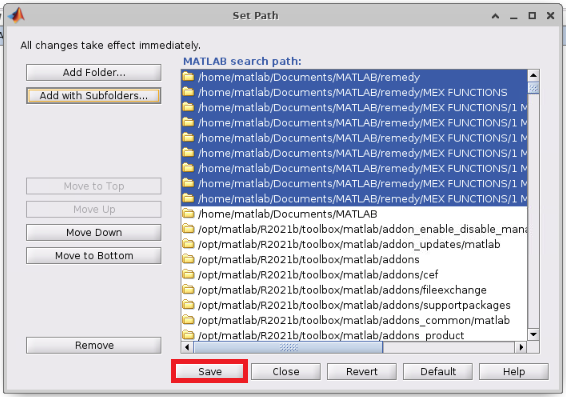 Set Path
All changes take effect immediately.
MATLAB search path:
Add Folder...
Add with Subfolders...
Move to Top
Move Up
Move Down
Move to Bottom
Remove
/home/matlab/Documents/MATLAB/remedy
/home/matlab/Documents/MATLAB/remedy/MEX FUNCTIONS
/home/matlab/Documents/MATLAB/remedy/MEX FUNCTIONS/1 M
/home/matlab/Documents/MATLAB/remedy/MEX FUNCTIONS/1 M
/home/matlab/Documents/MATLAB/remedy/MEX FUNCTIONS/1 M
/home/matlab/Documents/MATLAB/remedy/MEX FUNCTIONS/1 M
/home/matlab/Documents/MATLAB/remedy/MEX FUNCTIONS/1 M
/home/matlab/Documents/MATLAB/remedy/MEX FUNCTIONS/1 M
/home/matlab/Documents/MATLAB/remedy/MEX FUNCTIONS/1 M
/home/matlab/Documents/MATLAB
/opt/matlab/R2021b/toolbox/matlab/addon_enable_disable_mana
/opt/matlab/R2021b/toolbox/matlab/addon_updates/matlab
/opt/matlab/R2021b/toolbox/matlab/addons
/opt/matlab/R2021b/toolbox/matlab/addons/cef
/opt/matlab/R2021b/toolbox/matlab/addons/fileexchange
/opt/matlab/R2021b/toolbox/matlab/addons/supportpackages
/opt/matlab/R2021b/toolbox/matlab/addons_common/matlab
/opt/matlab/R2021b/toolbox/matlab/addons_product
Save
Close
Revert
Default
Help